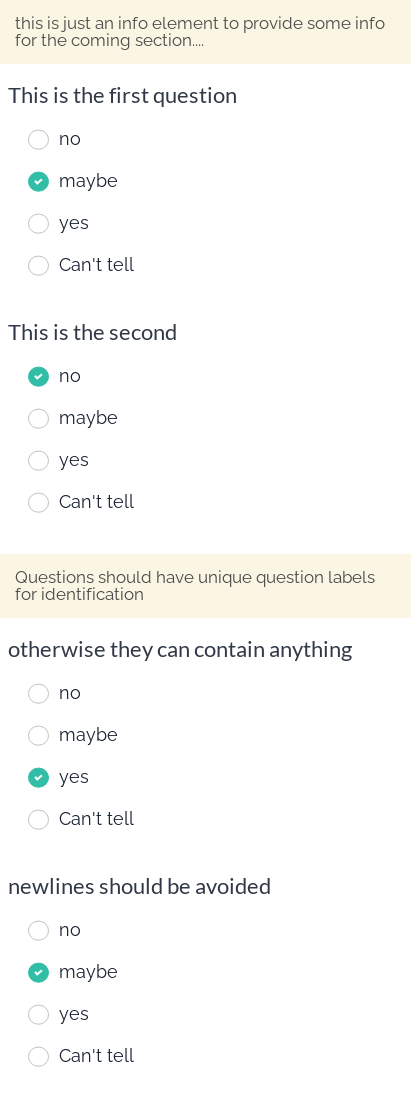 this is just an info element to provide some info
for the coming section....
This is the first question
no
maybe
yes
Can't tell
This is the second
no
maybe
yes
Can't tell
Questions should have unique question labels
for identification
otherwise they can contain anything
no
maybe
yes
Can't tell
newlines should be avoided
no
maybe
yes
Can't tell